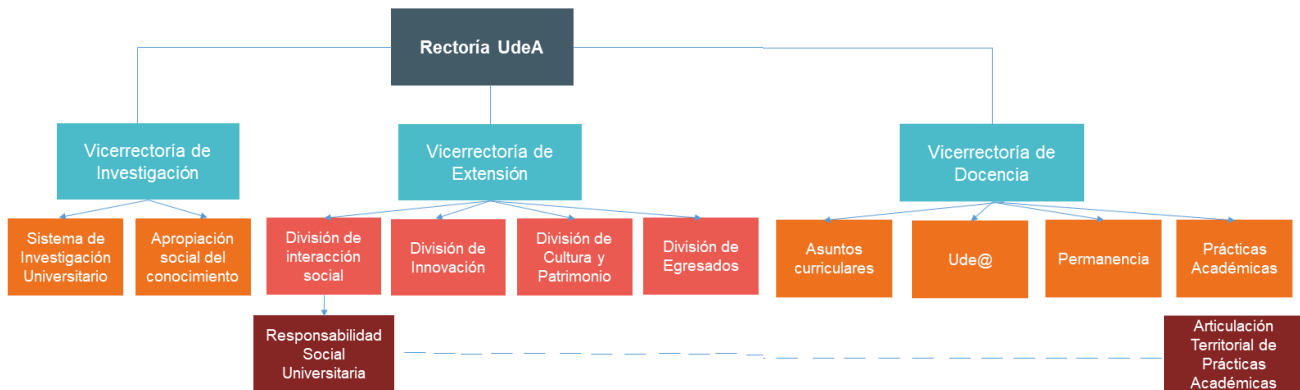 Rectoría UdeA
Vicerrectoría de
Investigación
Vicerrectoría de
Extensión
Vicerrectoría de
Docencia
Sistema de
Investigación
Universitario
Apropiación
social del
conocimiento
División de
interacción
social
División de
Innovación
División de
Cultura y
Patrimonio
División de
Egresados
Asuntos
curriculares
Ude@
Permanencia
Prácticas
Académicas
Responsabilidad
Social
Universitaria
Articulación
Territorial de
Prácticas
Académicas